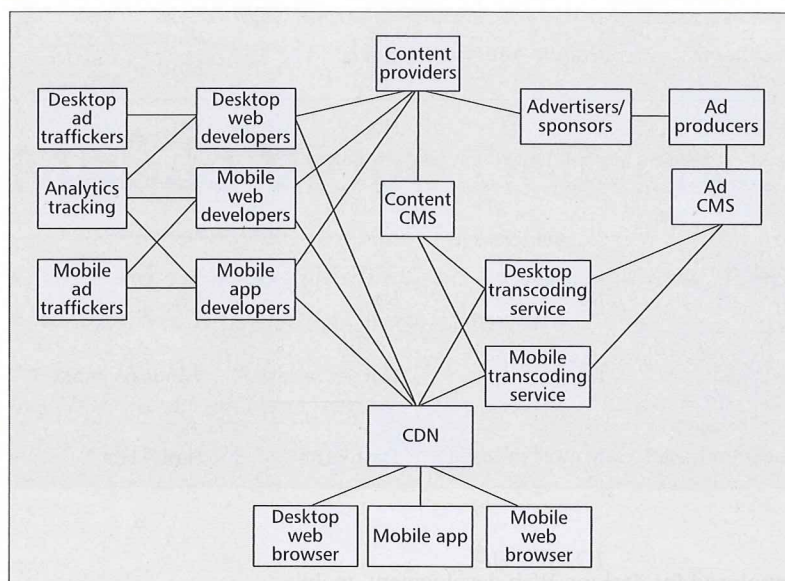 Content
providers
Desktop
ad
traffickers
Desktop
web
developers
Advertisers/
sponsors
Ad
producers
Analytics
tracking
Mobile
web
developers
Content
CMS
Ad
CMS
Mobile
ad
traffickers
Mobile
app
developers
Desktop
transcoding
service
Mobile
transcoding
service
CDN
Desktop
web
browser
Mobile app
Mobile
web
browser